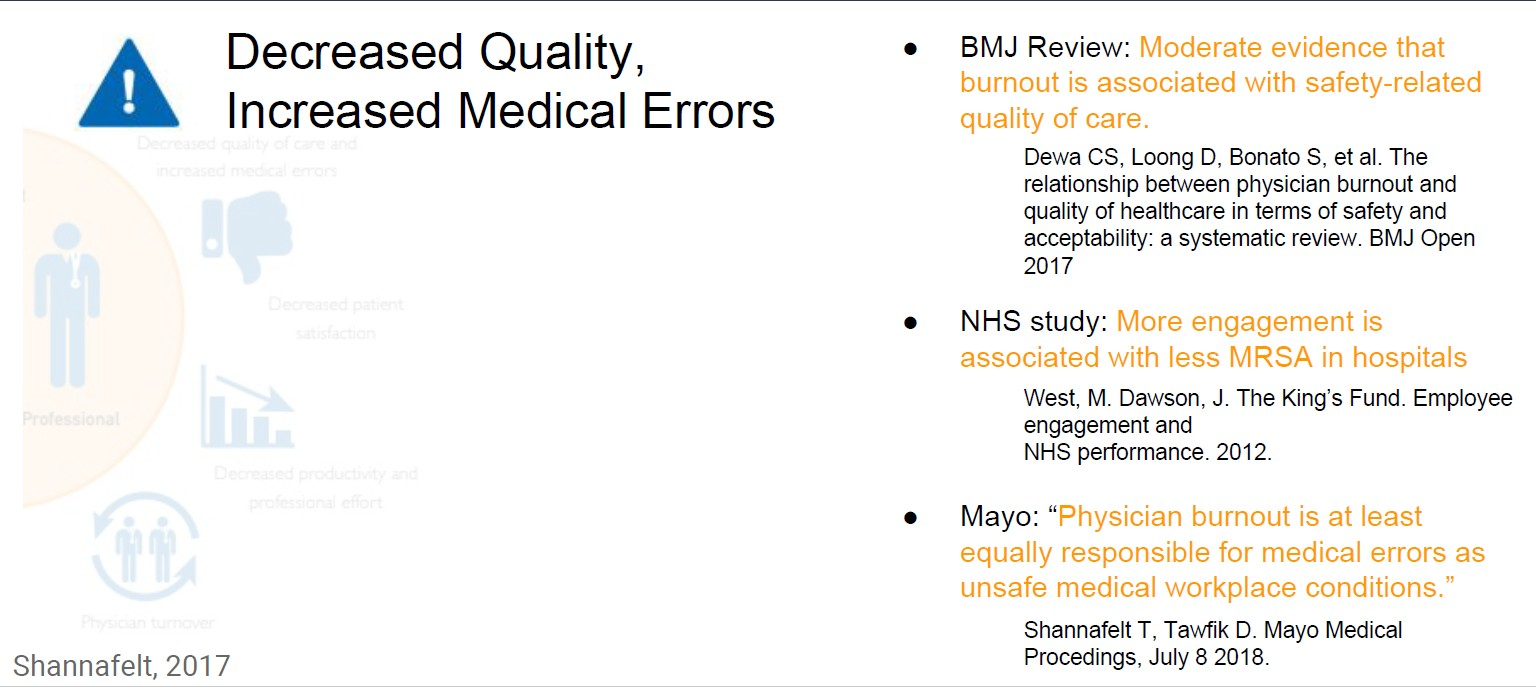 Decreased Quality,
Increased Medical Errors
Decreased quality of care and
increased medical errors
Decreased patient
satisfaction
Professional
Decreased productivity and
professional effort
Physician turnover
Shannafelt, 2017
● BMJ Review: Moderate evidence that
burnout is associated with safety-related
quality of care.
Dewa CS, Loong D, Bonato S, et al. The
relationship between physician burnout and
quality of healthcare in terms of safety and
acceptability: a systematic review. BMJ Open
2017
● NHS study: More engagement is
associated with less MRSA in hospitals
West, M. Dawson, J. The King’s Fund. Employee
engagement and
NHS performance. 2012.
● Mayo: “Physician burnout is at least
equally responsible for medical errors as
unsafe medical workplace conditions.”
Shannafelt T, Tawfik D. Mayo Medical
Procedings, July 8 2018.